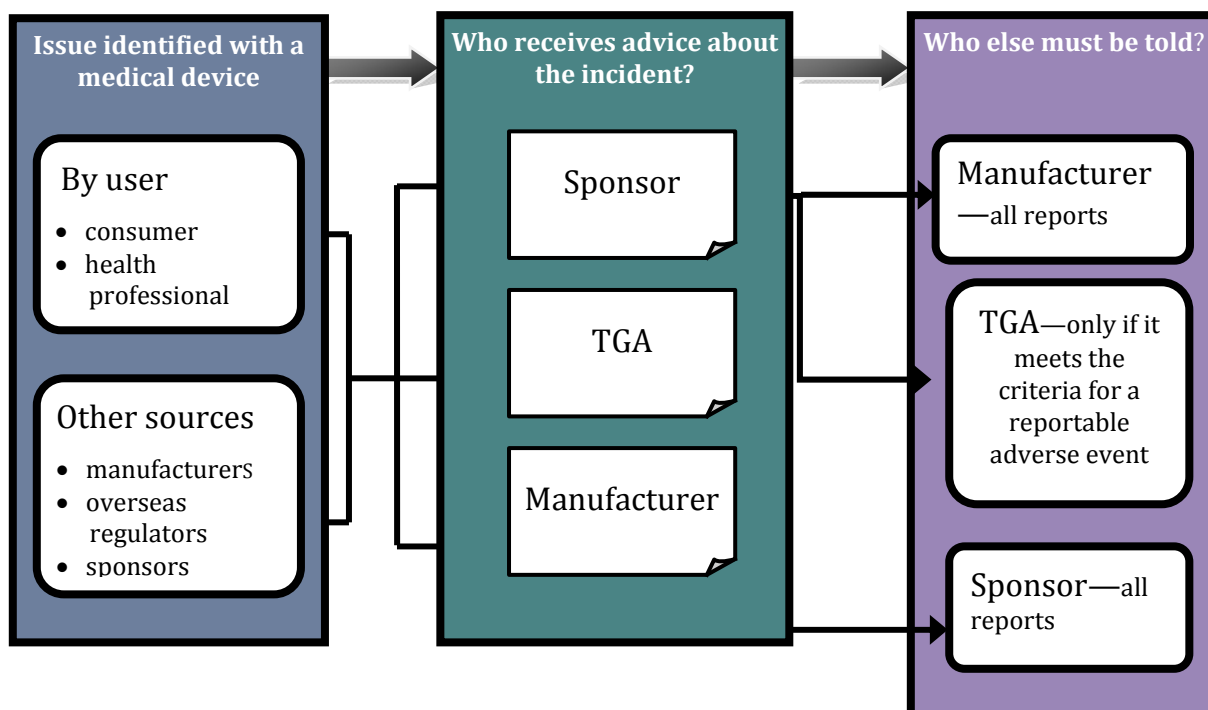 Issue identified with a
medical device
By user
• consumer
• health
professional
Other sources
• manufacturers
• overseas
regulators
• sponsors
Who receives advice about
the incident?
Sponsor
TGA
Manufacturer
Who else must be told?
Manufacturer
—all reports
TGA—only if it
meets the
criteria for a
reportable
adverse event
Sponsor—all
reports